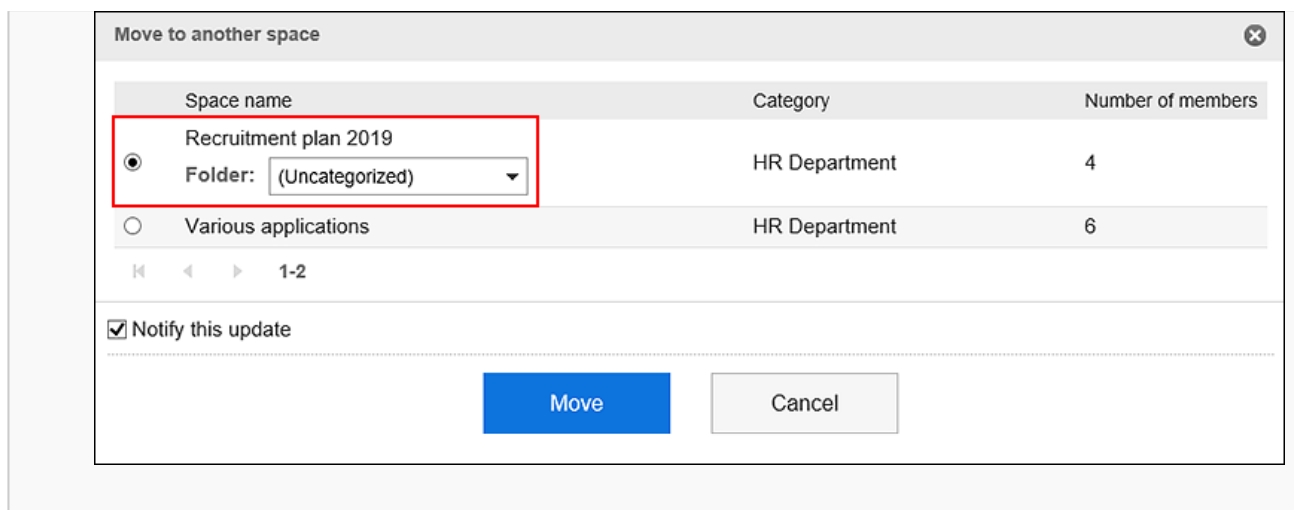 Move to another space
Space name Category Number of members
Recruitment plan 2019
Folder: (Uncategorized) HR Department 4
Various applications HR Department 6
1-2
Notify this update
Move Cancel